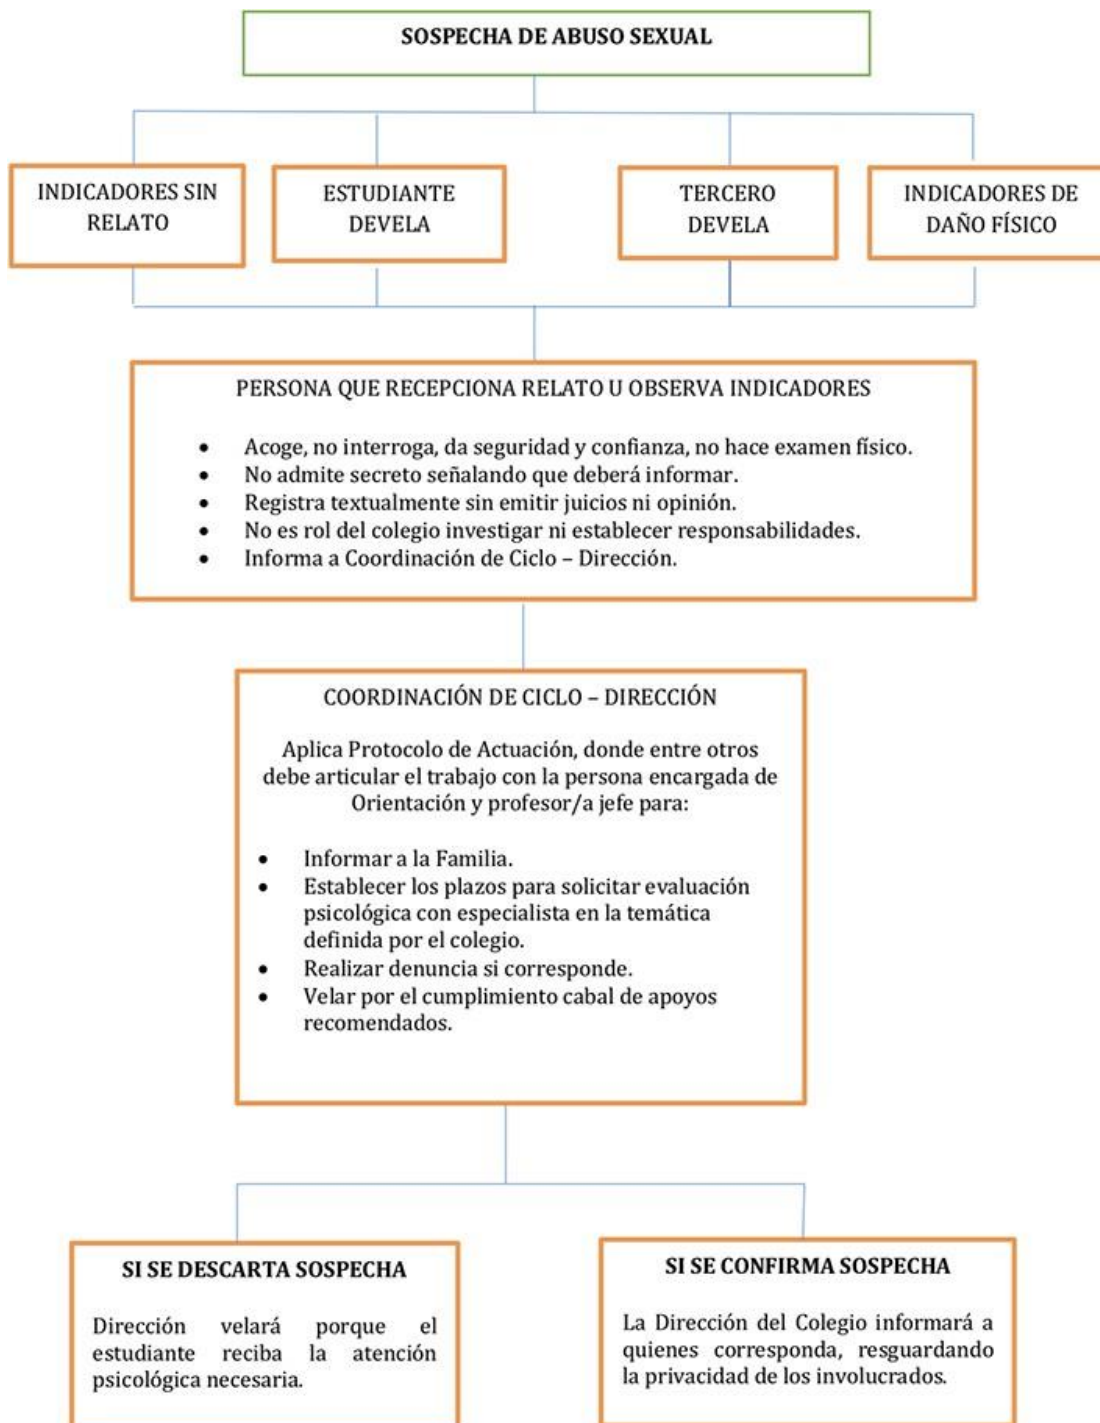 SOSPECHA DE ABUSO SEXUAL
INDICADORES SIN
RELATO
ESTUDIANTE
DEVELA
TERCERO
DEVELA
INDICADORES DE
DAÑO FÍSICO
PERSONA QUE RECEPCIONA RELATO U OBSERVA INDICADORES
• Acoge, no interroga, da seguridad y confianza, no hace examen físico.
• No admite secreto señalando que deberá informar.
• Registra textualmente sin emitir juicios ni opinión.
• No es rol del colegio investigar ni establecer responsabilidades.
• Informa a Coordinación de Ciclo – Dirección.
COORDINACIÓN DE CICLO – DIRECCIÓN
Aplica Protocolo de Actuación, donde entre otros
debe articular el trabajo con la persona encargada de
Orientación y profesor/a jefe para:
• Informar a la Familia.
• Establecer los plazos para solicitar evaluación
psicológica con especialista en la temática
definida por el colegio.
• Realizar denuncia si corresponde.
• Velar por el cumplimiento cabal de apoyos
recomendados.
SI SE DESCARTA SOSPECHA
Dirección velará porque el
estudiante reciba la atención
psicológica necesaria.
SI SE CONFIRMA SOSPECHA
La Dirección del Colegio informará a
quienes corresponda, resguardando
la privacidad de los involucrados.